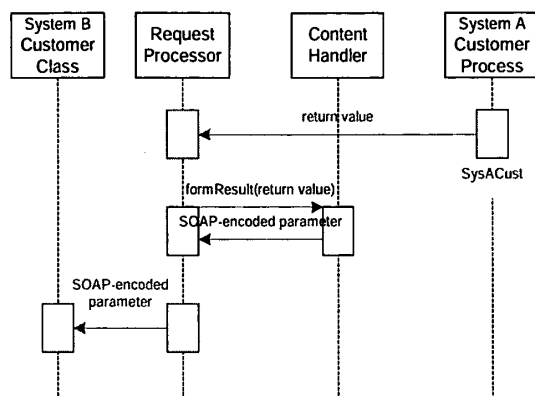 System B
Customer
Class
Request
Processor
Content
Handler
System A
Customer
Process
return value
SysACust
formResult(return value)
SOAP-encoded parameter
SOAP-encoded
parameter